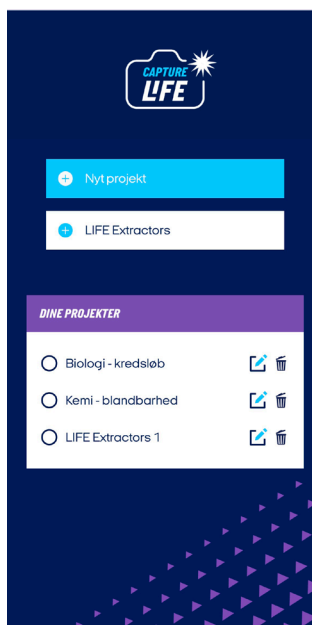 CAPTURE
LIFE
Nyt projekt
LIFE Extractors
DINE PROJEKTER
Biologi - kredsløb
Kemi - blandbarhed
LIFE Extractors 1